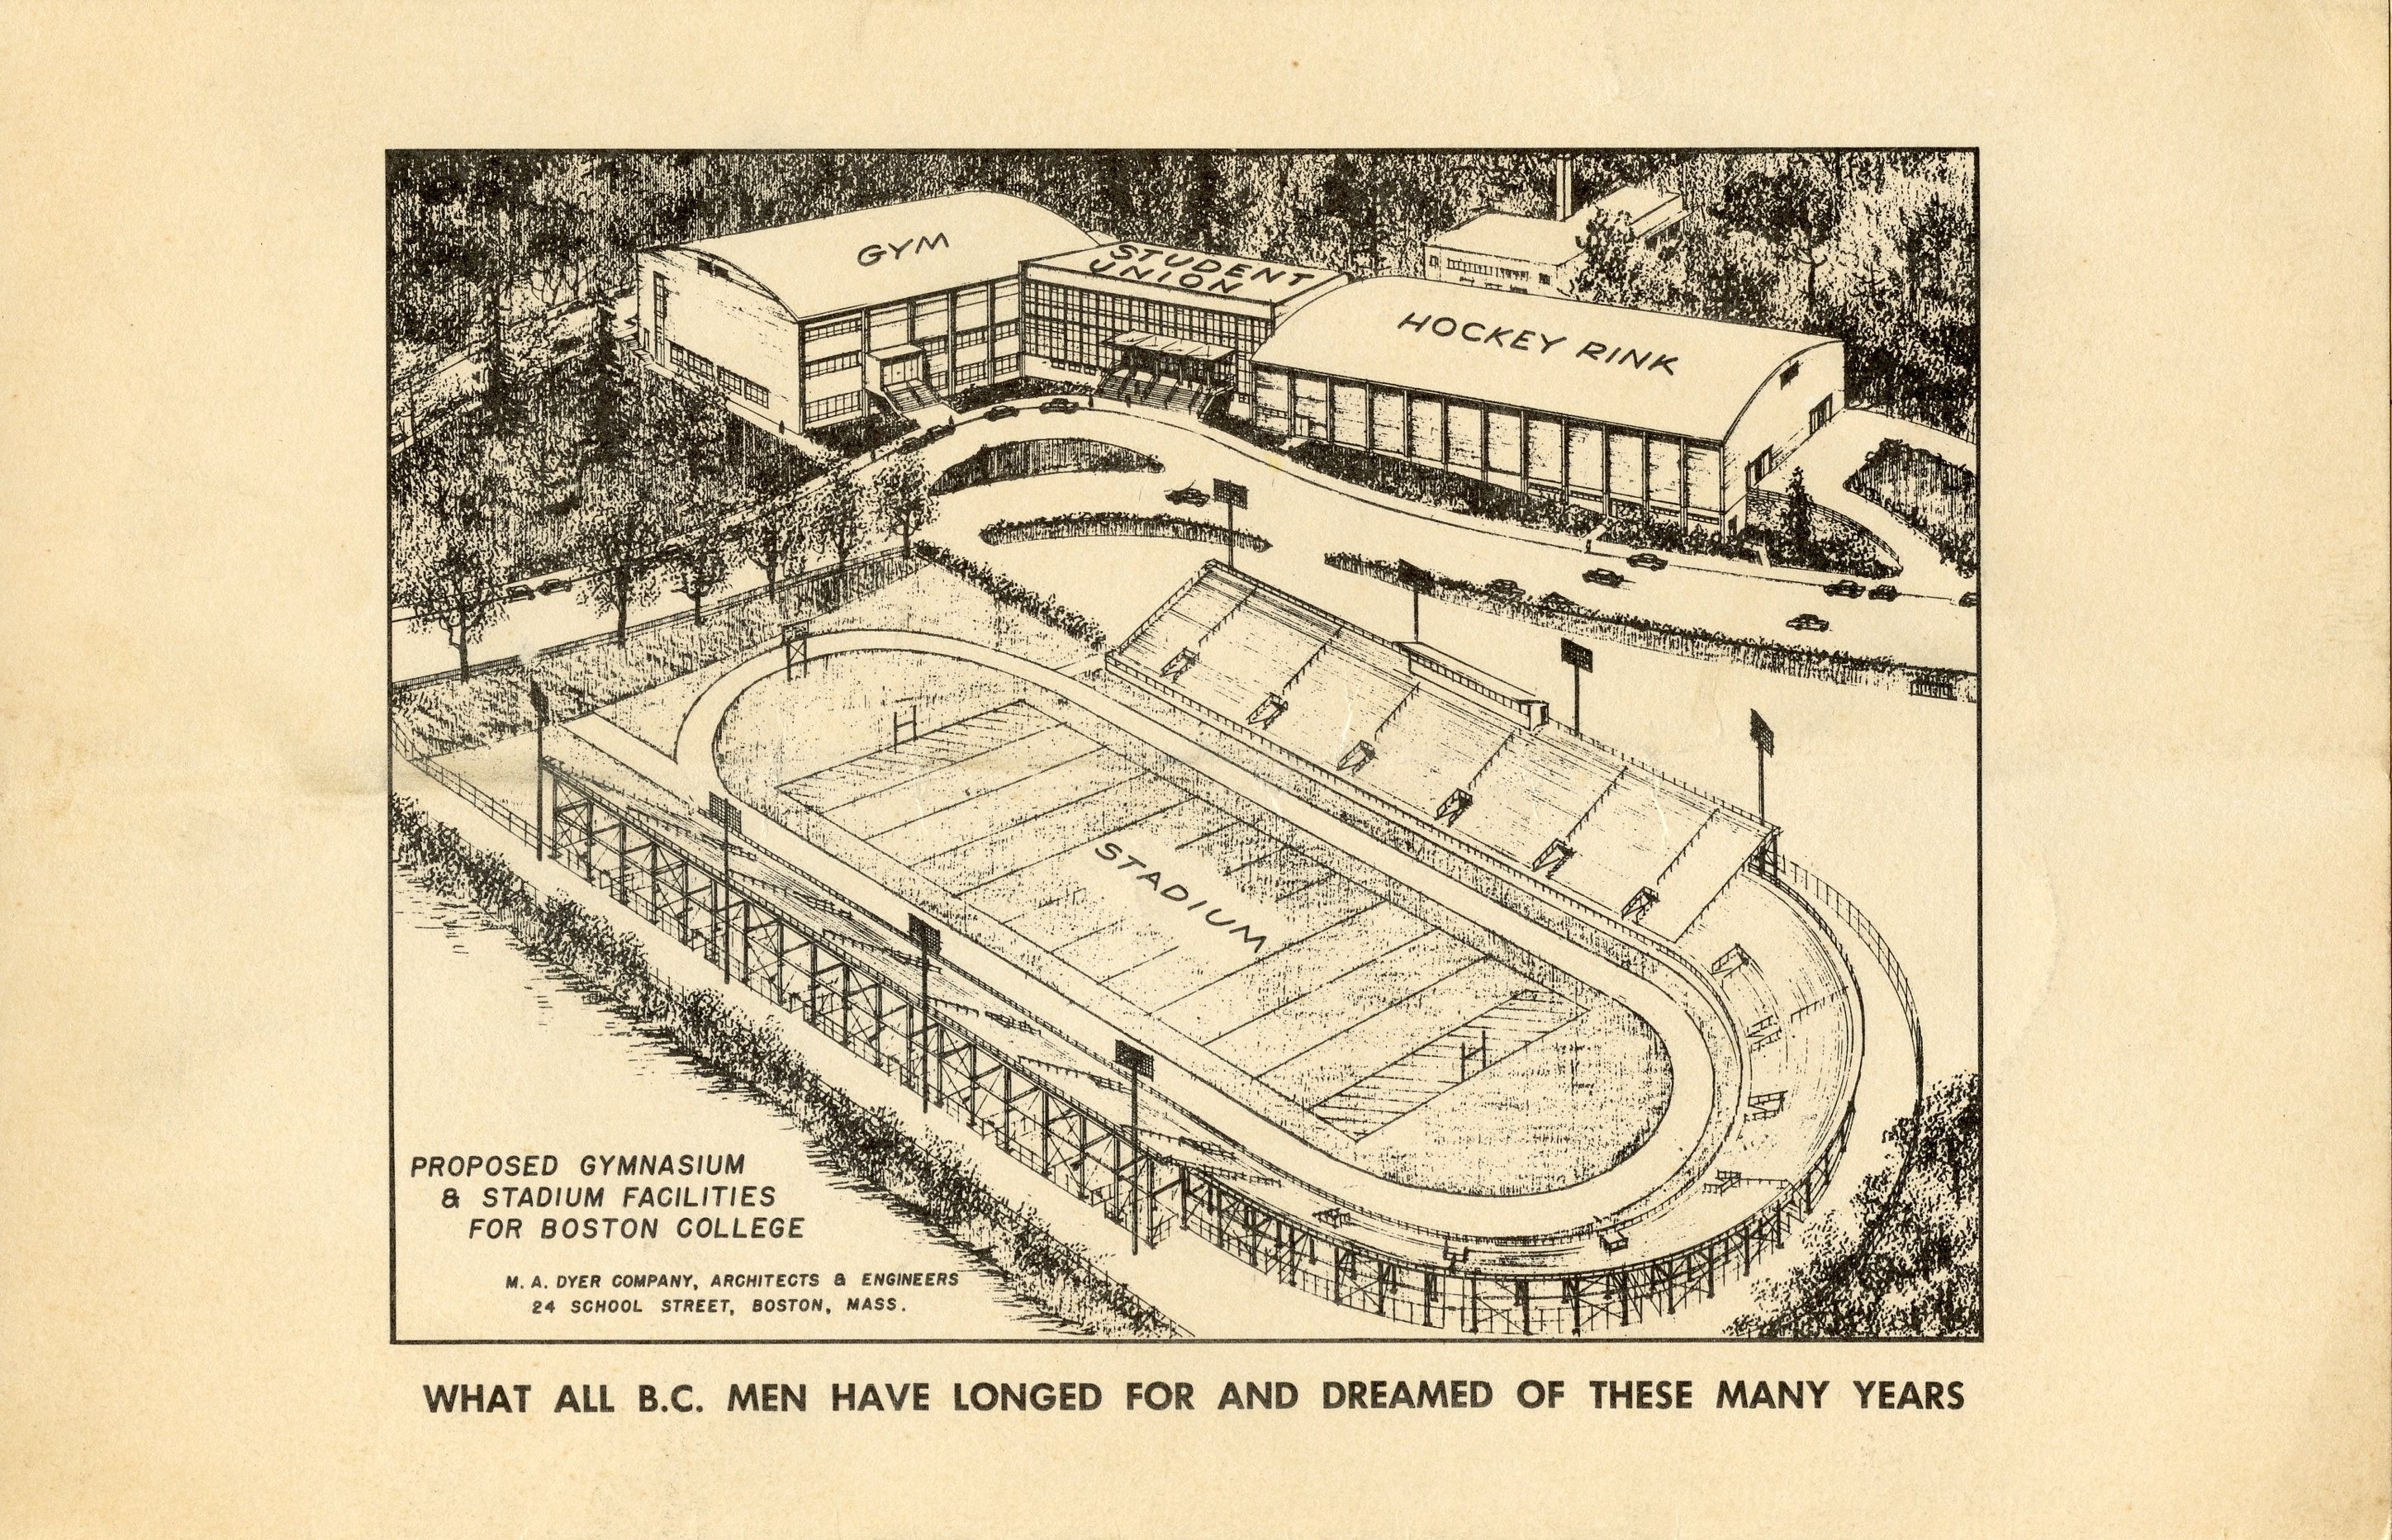 GYM
STUDENT
UNION
HOCKEY RINK
STADIUM
PROPOSED GYMNASIUM
& STADIUM FACILITIES
FOR BOSTON COLLEGE
M. A. DYER COMPANY, ARCHITECTS & ENGINEERS
24 SCHOOL STREET, BOSTON, MASS.
WHAT ALL B.C. MEN HAVE LONGED FOR AND DREAMED OF THESE MANY YEARS